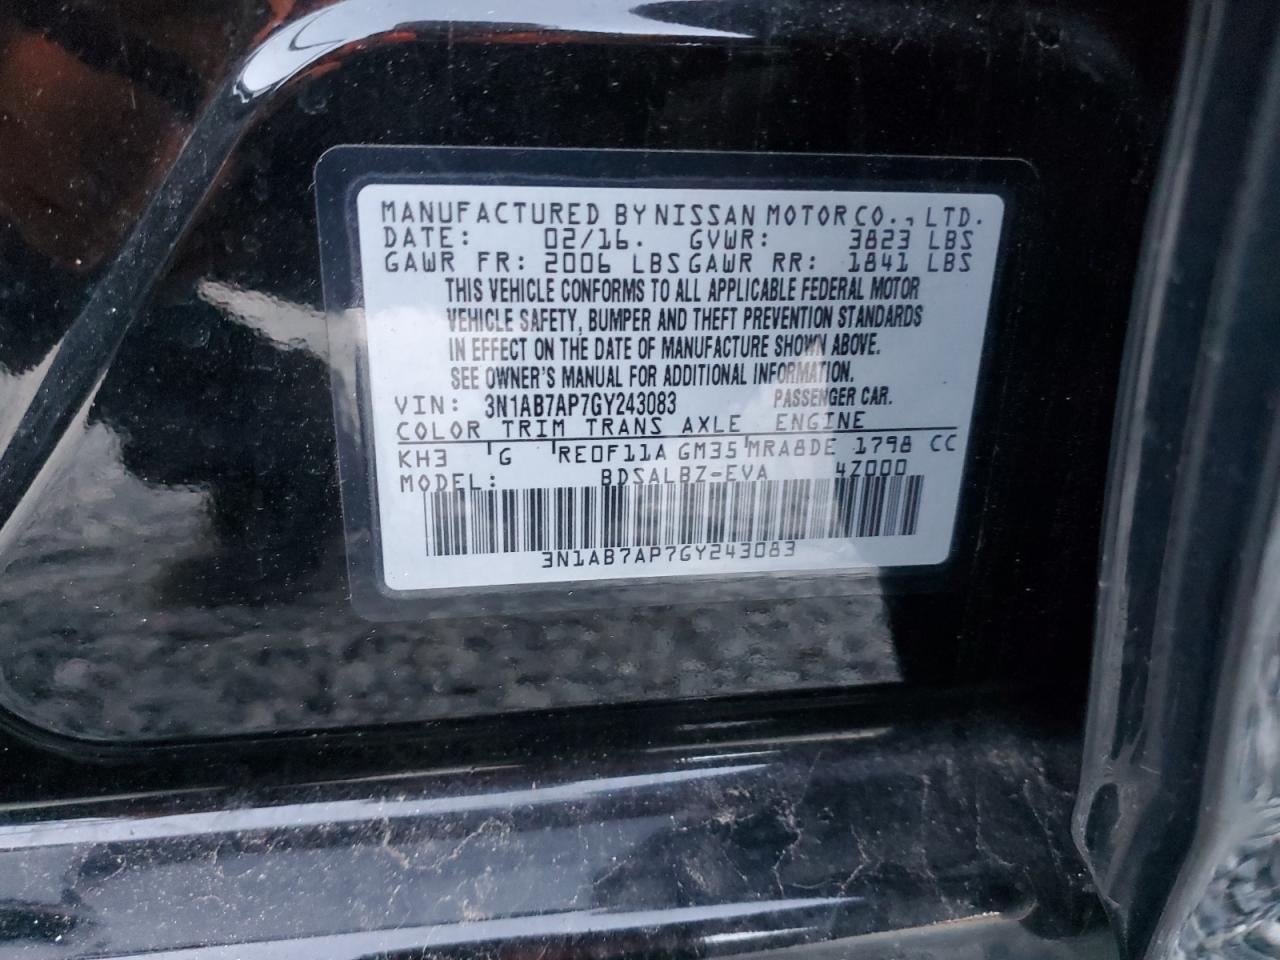 MANUFACTURED BY NISSAN MOTOR CO., LTD.
DATE: 02/16. GVWR: 3823 LBS
GAWR FR: 2006 LBS GAWR RR: 1841 LBS
THIS VEHICLE CONFORMS TO ALL APPLICABLE FEDERAL MOTOR
VEHICLE SAFETY, BUMPER AND THEFT PREVENTION STANDARDS
IN EFFECT ON THE DATE OF MANUFACTURE SHOWN ABOVE.
SEE OWNER'S MANUAL FOR ADDITIONAL INFORMATION.
VIN: 3N1AB7AP7GY243083 PASSENGER CAR.
COLOR TRIM TRANS AXLE ENGINE
KH3 G RE0F11A GM35 MRA8DE 1798 CC
MODEL: BDSALBZ-EVA 4Z000
3N1AB7AP7GY243083